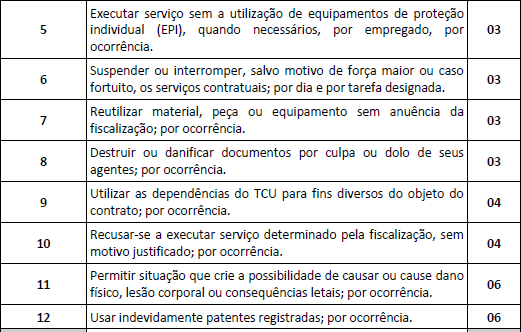 5 Executar serviço sem a utilização de equipamentos de proteção individual (EPI), quando necessários, por empregado, por ocorrência. 03
6 Suspender ou interromper, salvo motivo de força maior ou caso fortuito, os serviços contratuais; por dia e por tarefa designada. 03
7 Reutilizar material, peça ou equipamento sem anuência da fiscalização; por ocorrência. 03
8 Destruir ou danificar documentos por culpa ou dolo de seus agentes; por ocorrência. 03
9 Utilizar as dependências do TCU para fins diversos do objeto do contrato; por ocorrência. 04
10 Recusar-se a executar serviço determinado pela fiscalização, sem motivo justificado; por ocorrência. 04
11 Permitir situação que crie a possibilidade de causar ou cause dano físico, lesão corporal ou consequências letais; por ocorrência. 06
12 Usar indevidamente patentes registradas; por ocorrência. 06